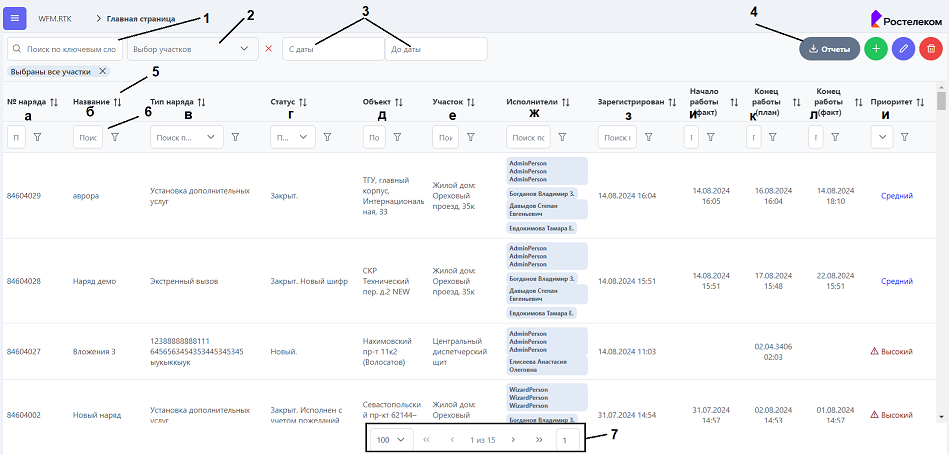 1
2
3
4
WFM.RTK > Главная страница
Ростелеком
Поиск по ключевым сло
Выбор участков
С даты
До даты
Отчеты
Выбраны все участки
5
№ наряда
Название
Тип наряда
Статус
Объект
Участок
Исполнители
Зарегистрирован
Начало работы (факт)
Конец работы (план)
Конец работы (факт)
Приоритет
а
б
в
г
д
е
ж
з
и
к
л
и
6
П
Поис
Поиск п...
П...
По
Пои
Поиск по
Поиск
84604029
аврора
Установка дополнительных
услуг
Закрыт.
ТГУ, главный
корпус,
Интернациональ
ная, 33
Жилой дом:
Ореховый
проезд, 35к
AdminPerson
AdminPerson
AdminPerson
Богданов Владимир З.
Давыдов Степан
Евгеньевич
Евдокимова Тамара Е.
14.08.2024 16:04
14.08.2024
16:05
16.08.2024
16:04
14.08.2024
18:10
Средний
84604028
Наряд демо
Экстренный вызов
Закрыт. Новый шифр
СКР
Технический
пер. д.2 NEW
Жилой дом:
Ореховый
проезд, 35к
AdminPerson
AdminPerson
AdminPerson
Богданов Владимир З.
Давыдов Степан
Евгеньевич
Евдокимова Тамара Е.
14.08.2024 15:51
14.08.2024
15:51
17.08.2024
15:48
22.08.2024
15:51
Средний
84604027
Вложения 3
12388888888111
6456563454353445345345
ыукыккыук
Новый.
Нахимовский
пр-т 11к2
(Волосатов)
Центральный
диспетчерский
щит
AdminPerson
AdminPerson
AdminPerson
Елисеева Анастасия
Олеговна
14.08.2024 11:03
02.04.3406
02:03
Высокий
84604002
Новый наряд
Установка дополнительных
услуг
Закрыт. Исполнен с
учетом пожеланий
Севастопольски
й пр-кт 62144–
Жилой дом:
Ореховый
WizardPerson
WizardPerson
WizardPerson
Богданов Владимир З.
31.07.2024 14:54
31.07.2024
14:57
02.08.2024
14:53
01.08.2024
14:57
Высокий
100
<< < 1 из 15 > >>
1
7